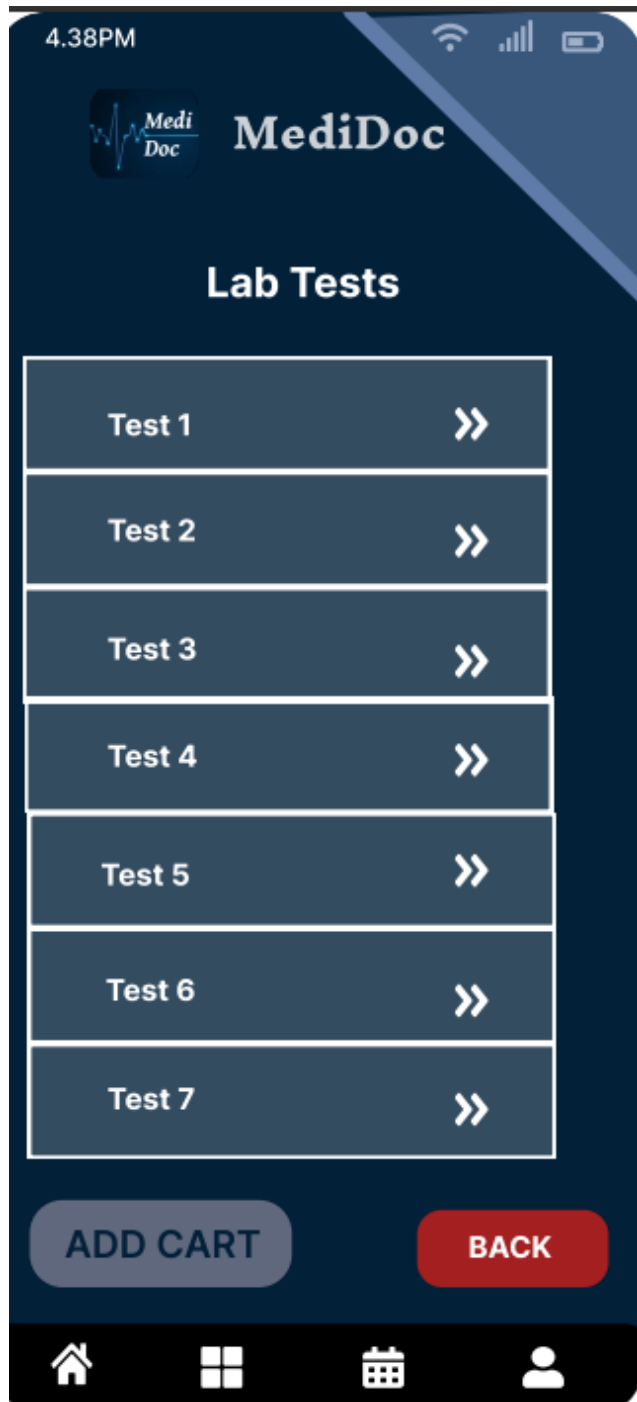 4.38PM
Medi
Doc
MediDoc
Lab Tests
Test 1
Test 2
Test 3
Test 4
Test 5
Test 6
Test 7
ADD CART
BACK